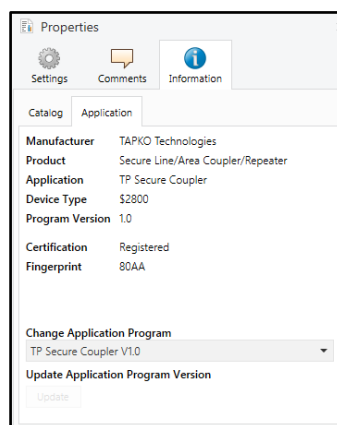 Properties
Settings Comments Information
Catalog Application
Manufacturer TAPKO Technologies
Product Secure Line/Area Coupler/Repeater
Application TP Secure Coupler
Device Type $2800
Program Version 1.0
Certification Registered
Fingerprint 80AA
Change Application Program
TP Secure Coupler V1.0
Update Application Program Version
Update